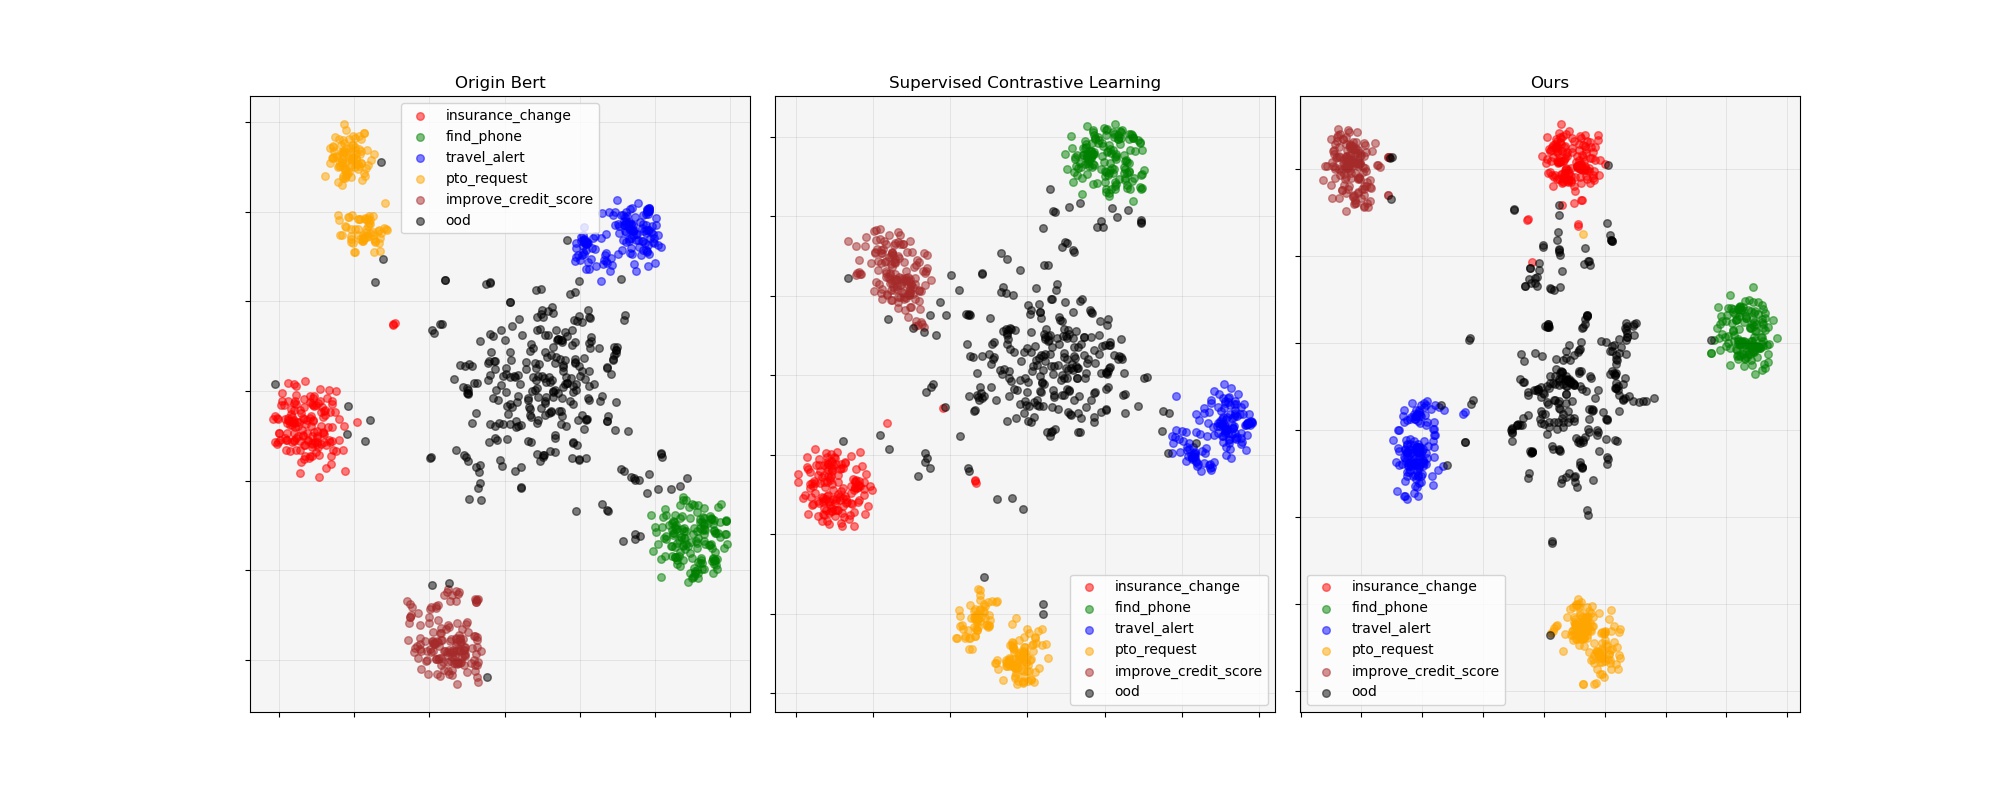 Origin Bert
insurance_change
find_phone
travel_alert
pto_request
improve_credit_score
ood
Supervised Contrastive Learning
insurance_change
find_phone
travel_alert
pto_request
improve_credit_score
ood
Ours
insurance_change
find_phone
travel_alert
pto_request
improve_credit_score
ood